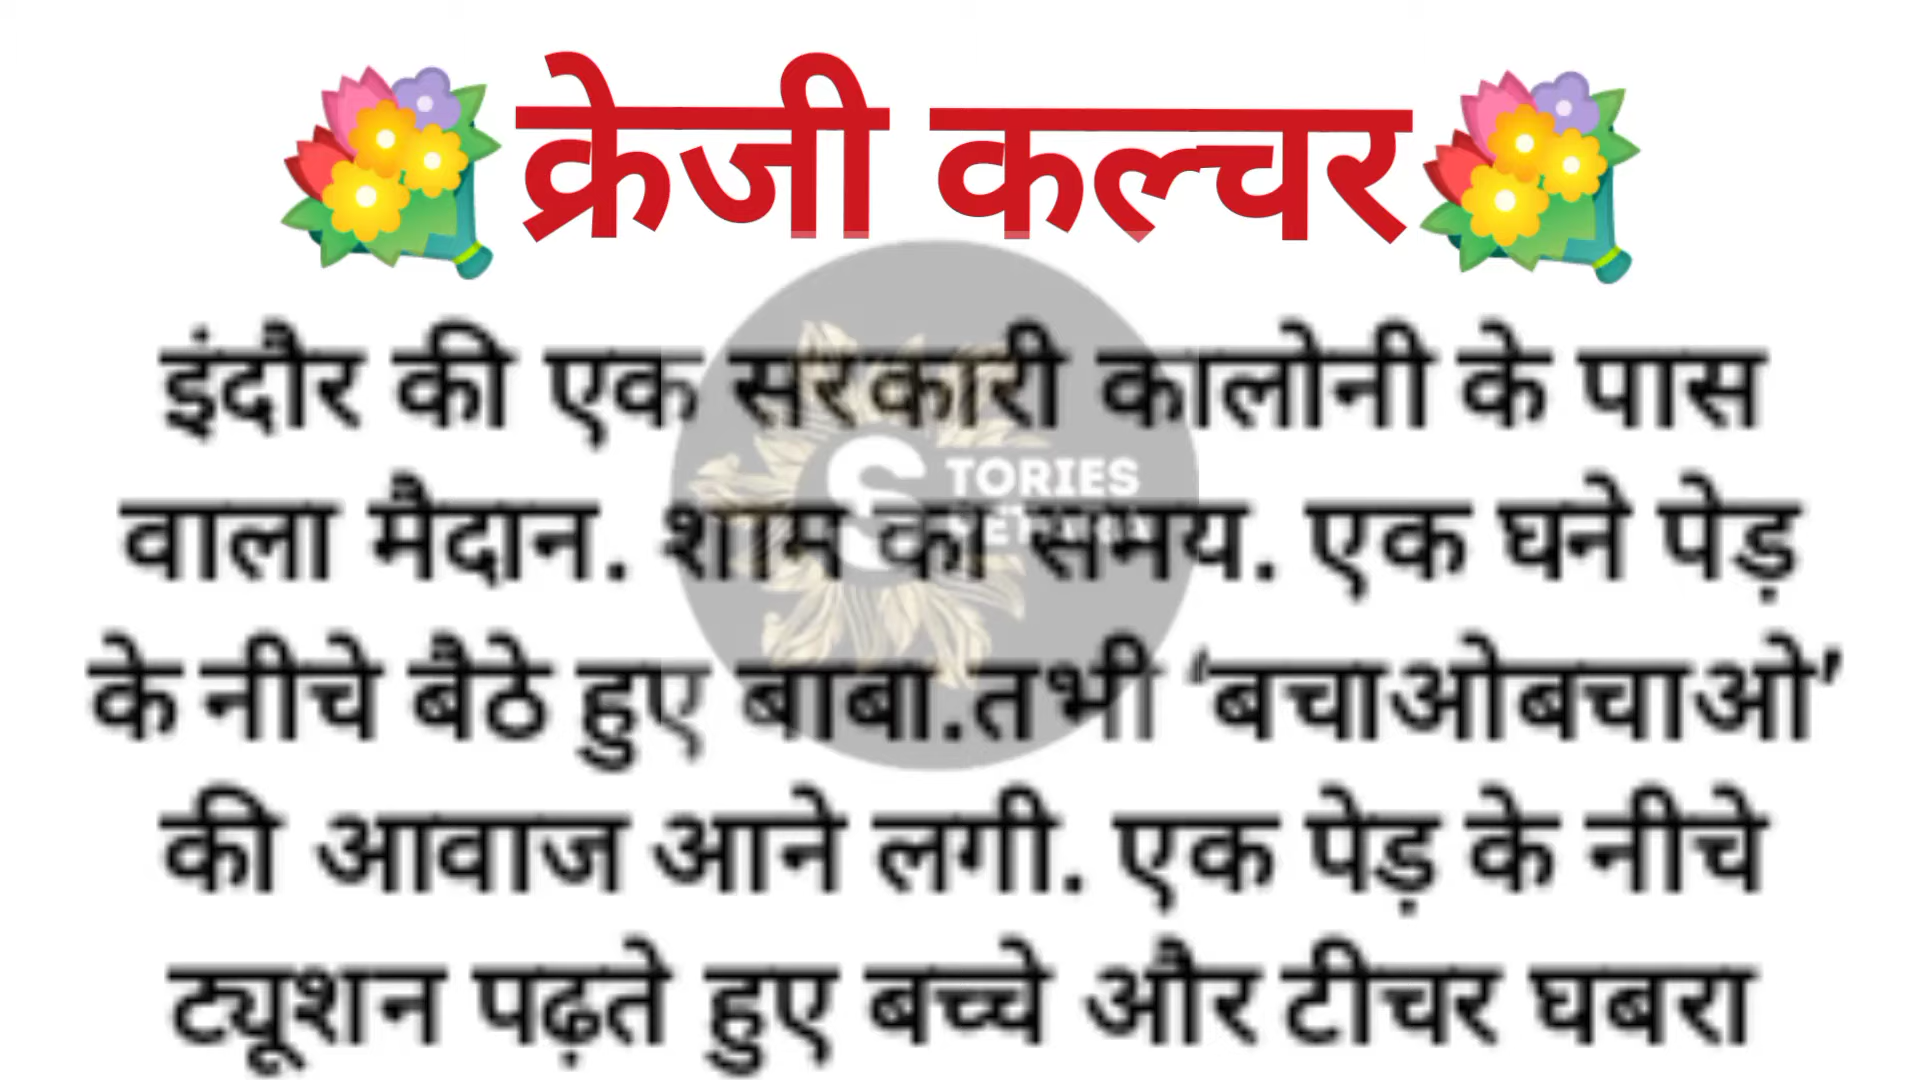 क्रेजी कल्चर
इंदौर की एक सरकारी कालोनी के पास
वाला मैदान. शाम का समय. एक घने पेड़
के नीचे बैठे हुए बाबा.तभी ‘बचाओबचाओ’
की आवाज आने लगी. एक पेड़ के नीचे
ट्यूशन पढ़ते हुए बच्चे और टीचर घबरा
STORIES